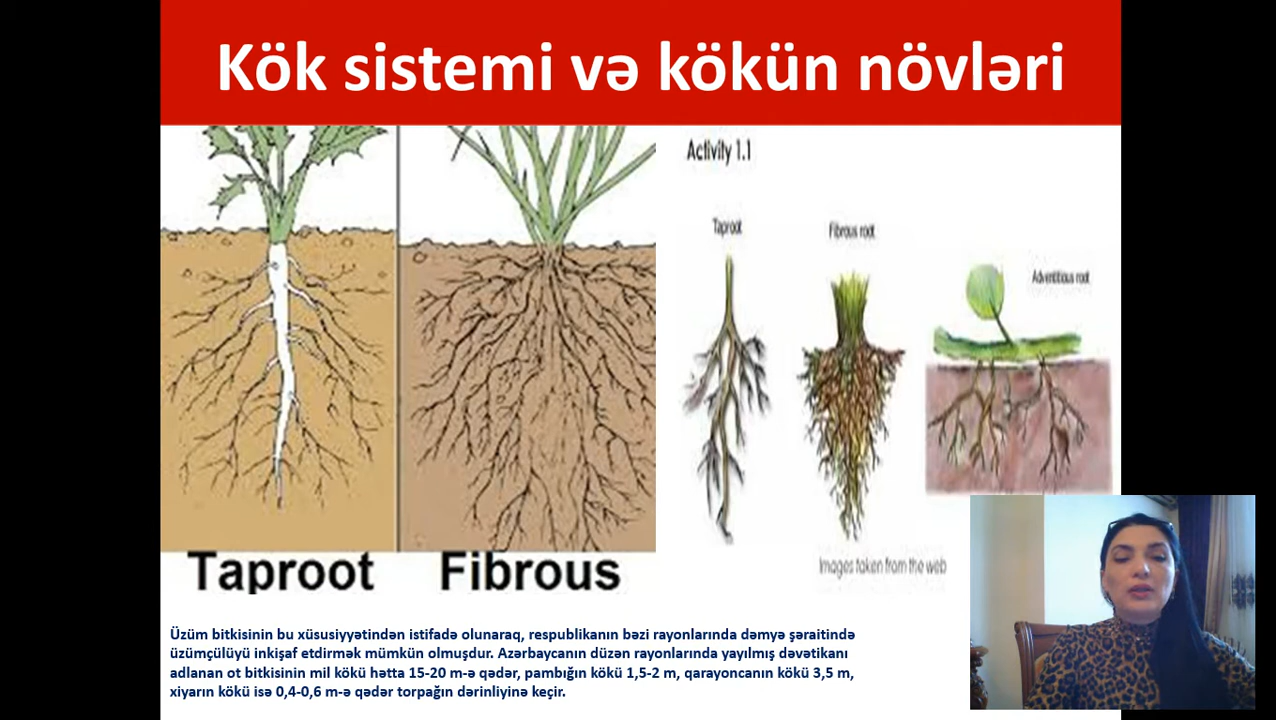 Kök sistemi və kökün növləri
Activity 1.1
Taproot
Fibrous root
Adventitious root
Images taken from the web
Taproot
Fibrous
Üzüm bitkisinin bu xüsusiyyətindən istifadə olunaraq, respublikanın bəzi rayonlarında dəmyə şəraitində
üzümçülüyü inkişaf etdirmək mümkün olmuşdur. Azərbaycanın düzən rayonlarında yayılmış dəvətikanı
adlanan ot bitkisinin mil kökü hətta 15-20 m-ə qədər, pambığın kökü 1,5-2 m, qarayoncanın kökü 3,5 m,
xiyarın kökü isə 0,4-0,6 m-ə qədər torpağın dərinliyinə keçir.